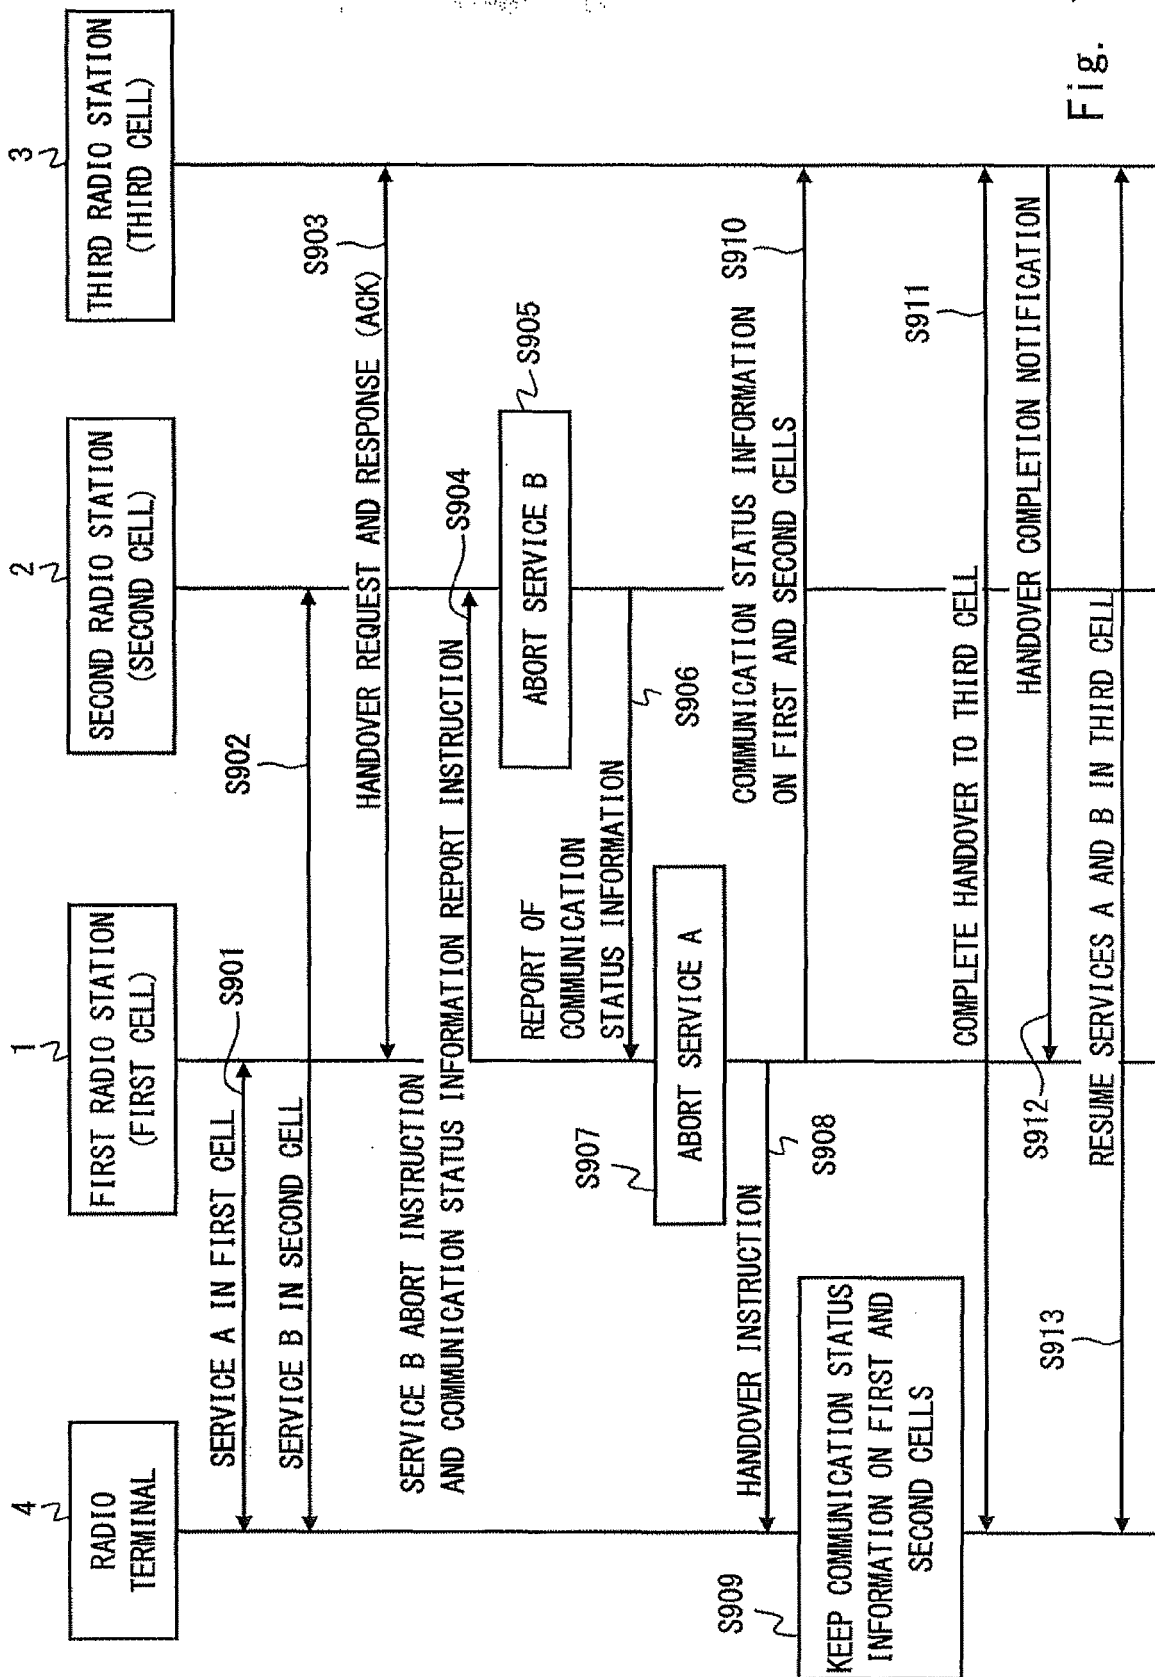 4
RADIO
TERMINAL
1
FIRST RADIO STATION
(FIRST CELL)
2
SECOND RADIO STATION
(SECOND CELL)
3
THIRD RADIO STATION
(THIRD CELL)
SERVICE A IN FIRST CELL
S901
SERVICE B IN SECOND CELL
S902
HANDOVER REQUEST AND RESPONSE (ACK)
S903
SERVICE B ABORT INSTRUCTION
AND COMMUNICATION STATUS INFORMATION REPORT INSTRUCTION
S904
ABORT SERVICE B
S905
REPORT OF
COMMUNICATION
STATUS INFORMATION
S906
S907
ABORT SERVICE A
HANDOVER INSTRUCTION
S908
S909
KEEP COMMUNICATION STATUS
INFORMATION ON FIRST AND
SECOND CELLS
COMMUNICATION STATUS INFORMATION
ON FIRST AND SECOND CELLS
S910
COMPLETE HANDOVER TO THIRD CELL
S911
HANDOVER COMPLETION NOTIFICATION
S912
RESUME SERVICES A AND B IN THIRD CELL
S913
Fig.